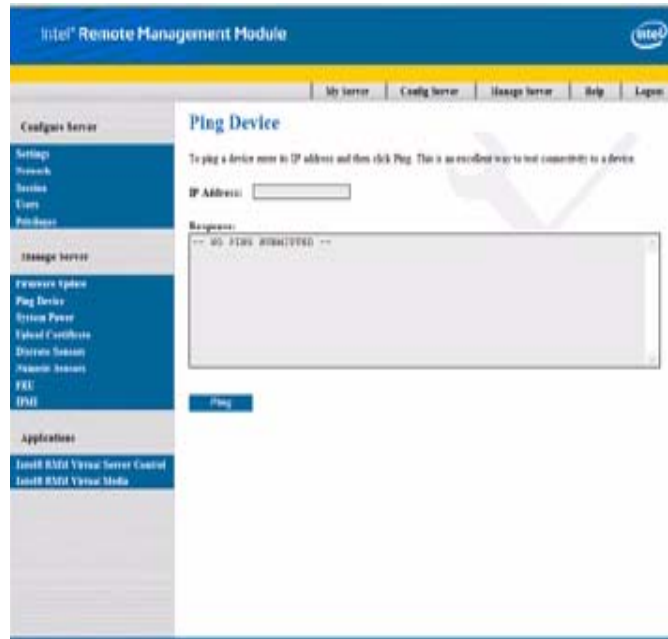 Intel® Remote Management Module
intel
My Server | Config Server | Manage Server | Help | Logout
Configure Server
Settings
Network
Session
Users
Privileges
Manage Server
Firmware Update
Ping Device
System Power
Upload Certificate
Discrete Sensors
Numeric Sensors
FRU
Applications
Intel® RMM Virtual Server Control
Intel® RMM Virtual Media
Ping Device
To ping a device enter its IP address and then click Ping. This is an excellent way to test connectivity to a device.
IP Address:
Response:
-- NO PING SUBMITTED --
Ping